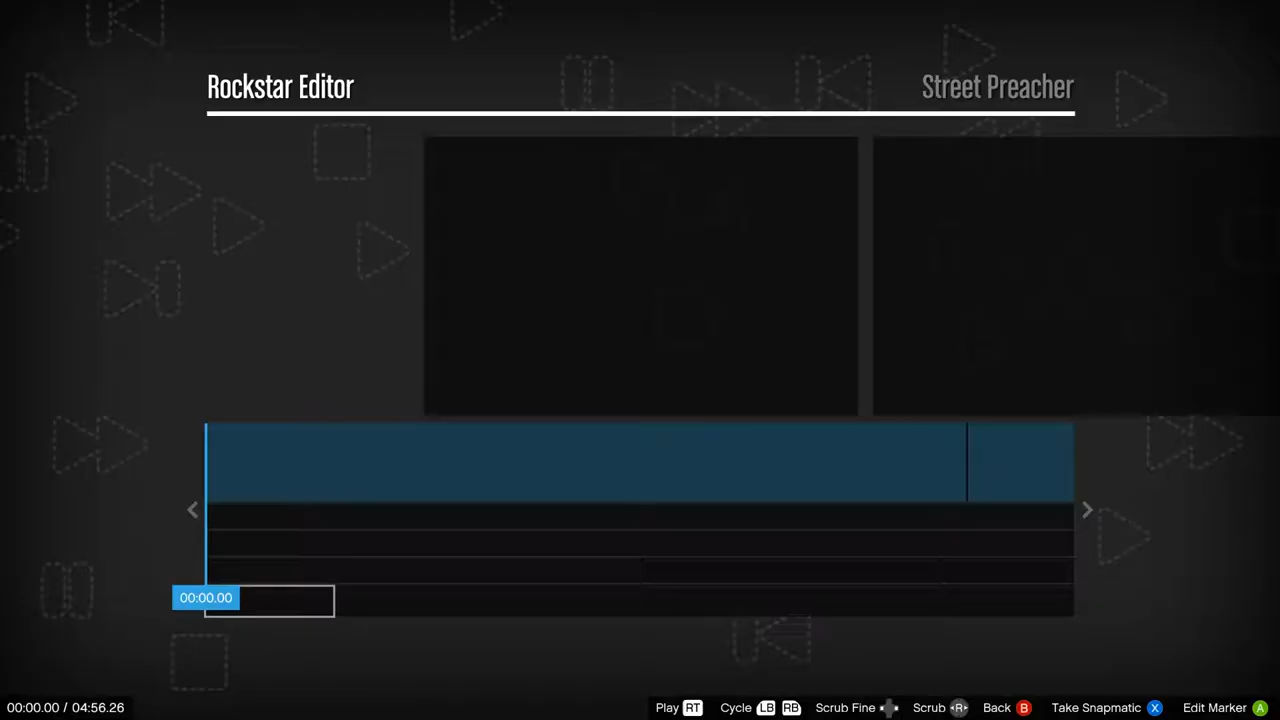 Rockstar Editor
Street Preacher
00:00.00
00:00.00 / 04:56.26
Play RT Cycle LB RB Scrub Fine Scrub R Back B Take Snapmatic X Edit Marker A